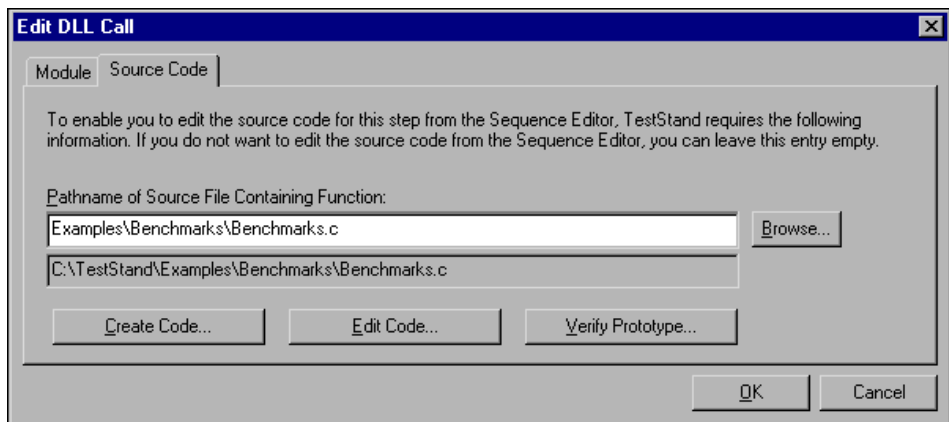 Edit DLL Call
Module
Source Code
To enable you to edit the source code for this step from the Sequence Editor, TestStand requires the following
information. If you do not want to edit the source code from the Sequence Editor, you can leave this entry empty.
Pathname of Source File Containing Function:
Examples\Benchmarks\Benchmarks.c
Browse...
C:\TestStand\Examples\Benchmarks\Benchmarks.c
Create Code...
Edit Code...
Verify Prototype...
OK
Cancel